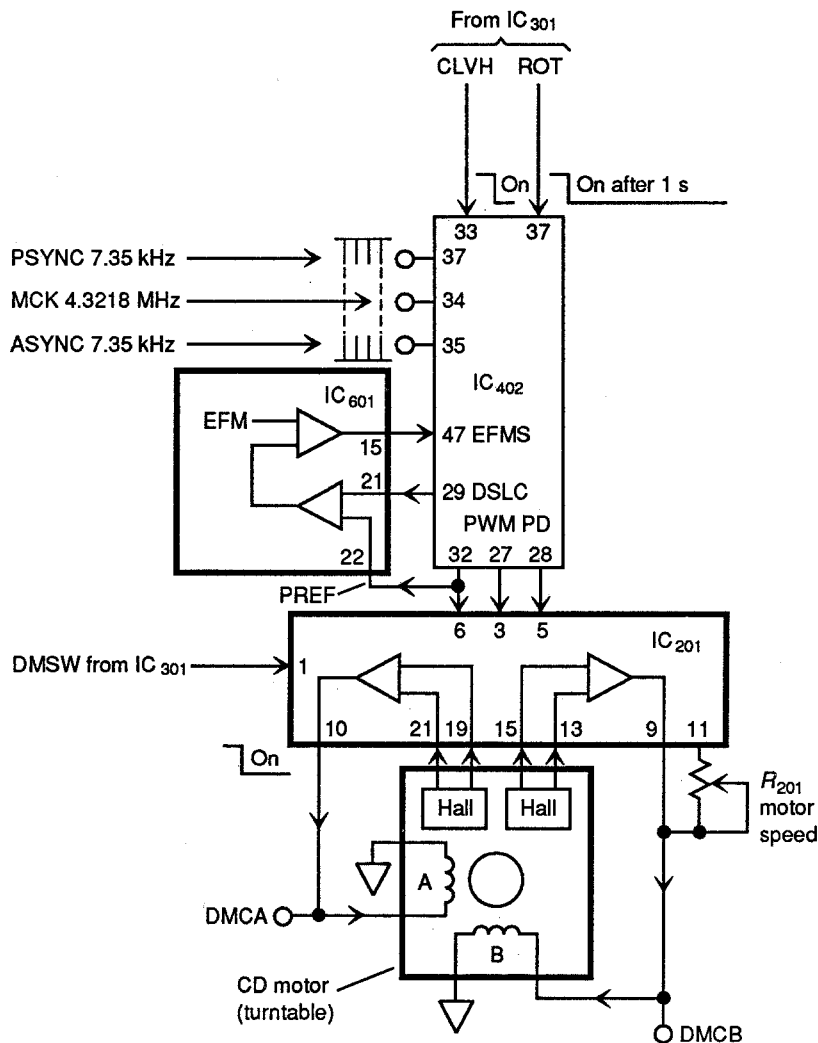 From IC301
CLVH ROT
On On after 1 s
33 37
PSYNC 7.35 kHz 37
MCK 4.3218 MHz 34
ASYNC 7.35 kHz 35
IC402
IC601
EFM
15 47 EFMS
21 29 DSLC
PWM PD
22 32 27 28
PREF
6 3 5
IC201
DMSW from IC301 1
10 21 19 15 13 9 11
On
Hall Hall
R201
motor
speed
A
DMCA
B
CD motor
(turntable)
DMCB